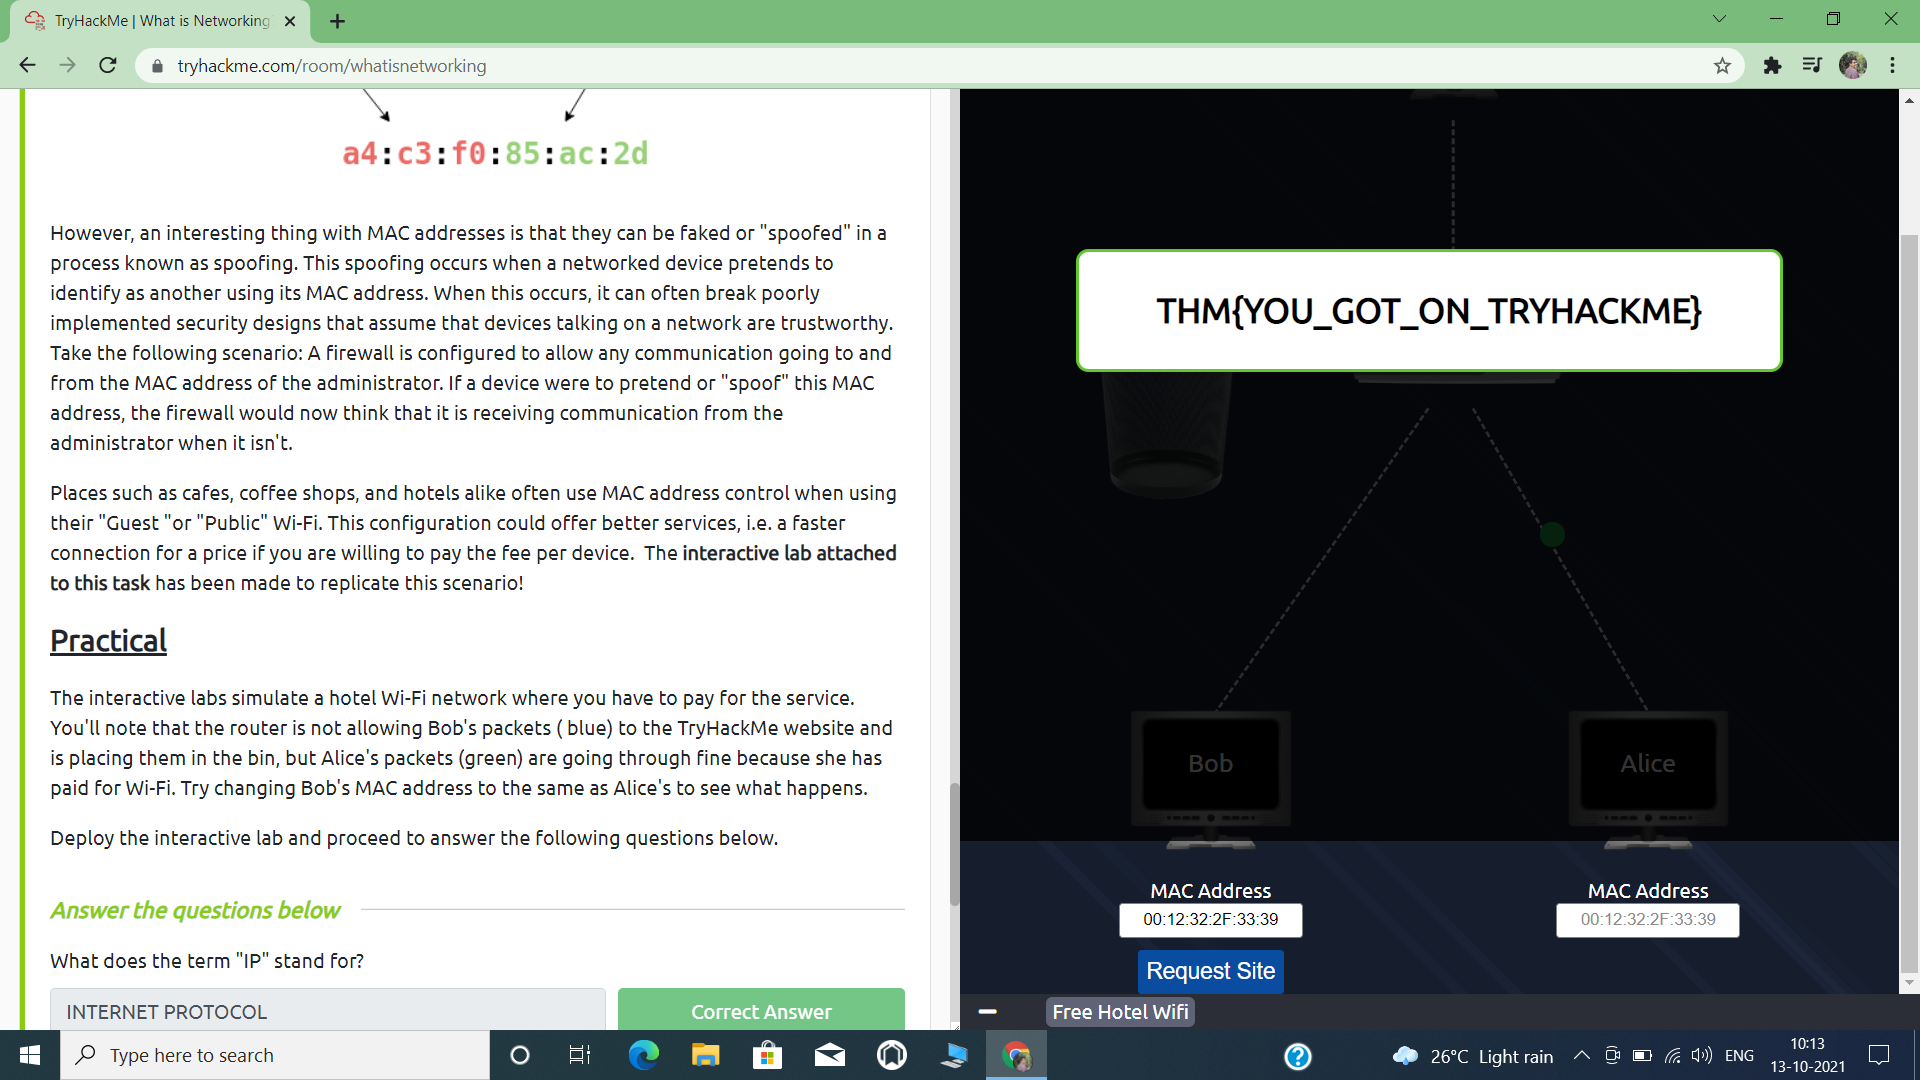 TryHackMe | What is Networking
tryhackme.com/room/whatisnetworking
a4:c3:f0:85:ac:2d
However, an interesting thing with MAC addresses is that they can be faked or "spoofed" in a
process known as spoofing. This spoofing occurs when a networked device pretends to
identify as another using its MAC address. When this occurs, it can often break poorly
implemented security designs that assume that devices talking on a network are trustworthy.
Take the following scenario: A firewall is configured to allow any communication going to and
from the MAC address of the administrator. If a device were to pretend or "spoof" this MAC
address, the firewall would now think that it is receiving communication from the
administrator when it isn't.
Places such as cafes, coffee shops, and hotels alike often use MAC address control when using
their "Guest "or "Public" Wi-Fi. This configuration could offer better services, i.e. a faster
connection for a price if you are willing to pay the fee per device.  The interactive lab attached
to this task has been made to replicate this scenario!
Practical
The interactive labs simulate a hotel Wi-Fi network where you have to pay for the service.
You'll note that the router is not allowing Bob's packets ( blue) to the TryHackMe website and
is placing them in the bin, but Alice's packets (green) are going through fine because she has
paid for Wi-Fi. Try changing Bob's MAC address to the same as Alice's to see what happens.
Deploy the interactive lab and proceed to answer the following questions below.
Answer the questions below
What does the term "IP" stand for?
INTERNET PROTOCOL
Correct Answer
THM{YOU_GOT_ON_TRYHACKME}
Bob
Alice
MAC Address
MAC Address
00:12:32:2F:33:39
00:12:32:2F:33:39
Request Site
Free Hotel Wifi
Type here to search
26°C Light rain
ENG
10:13
13-10-2021